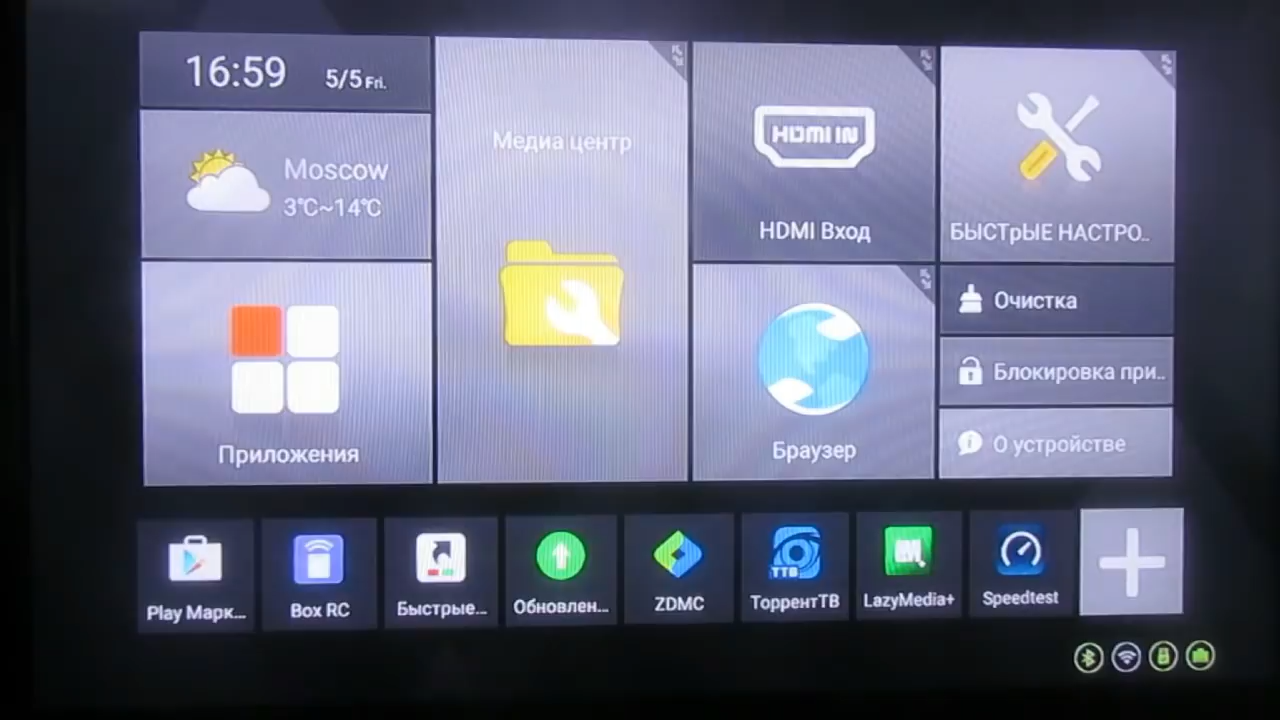 16:59 5/5 Fri.
Moscow
3℃~14℃
Приложения
Медиа центр
HDMI IN
HDMI Вход
Браузер
БЫСТрЫЕ НАСТРО..
Очистка
Блокировка при..
О устройстве
Play Марк...
Box RC
Быстрые...
Обновлен...
ZDMC
TTB
ТоррентТВ
LM
LazyMedia+
Speedtest